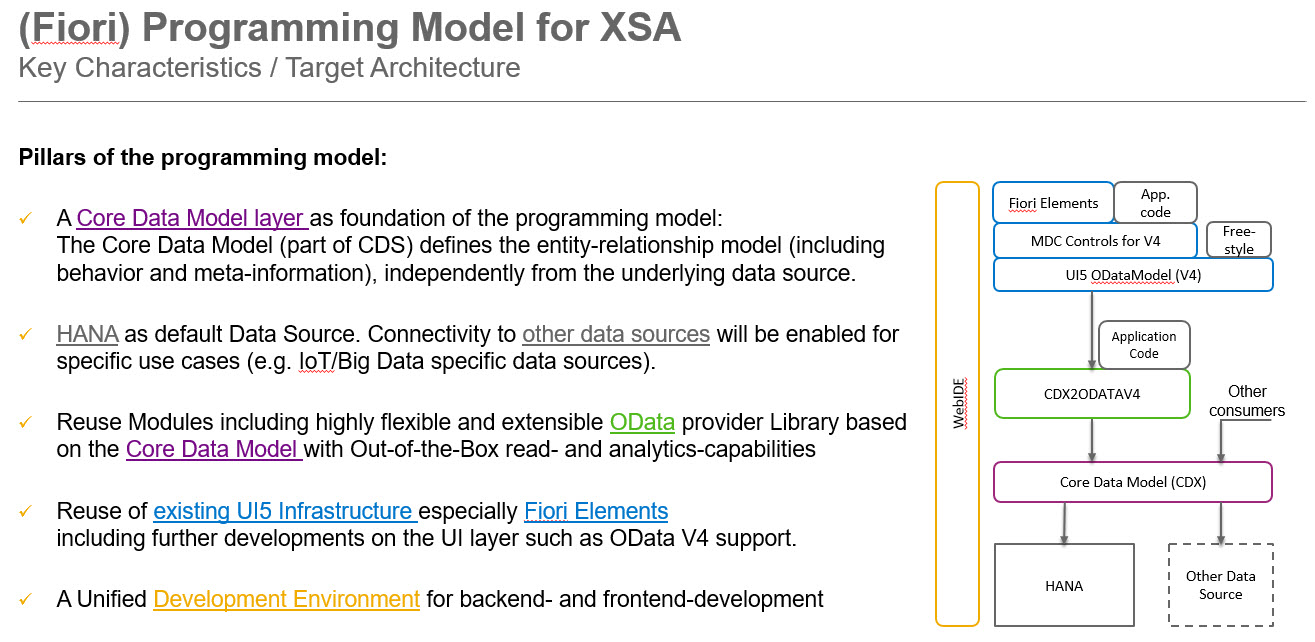 (Fiori) Programming Model for XSA
Key Characteristics / Target Architecture
Pillars of the programming model:
✓ A Core Data Model layer as foundation of the programming model:
The Core Data Model (part of CDS) defines the entity-relationship model (including
behavior and meta-information), independently from the underlying data source.
✓ HANA as default Data Source. Connectivity to other data sources will be enabled for
specific use cases (e.g. IoT/Big Data specific data sources).
✓ Reuse Modules including highly flexible and extensible OData provider Library based
on the Core Data Model with Out-of-the-Box read- and analytics-capabilities
✓ Reuse of existing UI5 Infrastructure especially Fiori Elements
including further developments on the UI layer such as OData V4 support.
✓ A Unified Development Environment for backend- and frontend-development
WebIDE
Fiori Elements
App.
code
MDC Controls for V4
Free-
style
UI5 ODataModel (V4)
Application
Code
CDX2ODATAV4
Other
consumers
Core Data Model (CDX)
HANA
Other Data
Source